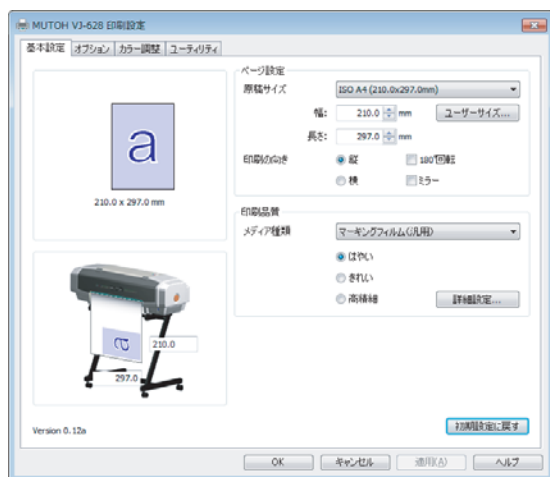 MUTOH VJ-628 印刷設定
基本設定 オプション カラー調整 ユーティリティ
a
210.0 x 297.0 mm
a
210.0
297.0
Version 0.12a
ページ設定
原稿サイズ ISO A4 (210.0x297.0mm)
幅: 210.0 mm ユーザーサイズ...
長さ: 297.0 mm
印刷の向き 縦 180°回転
横 ミラー
印刷品質
メディア種類 マーキングフィルム(汎用)
はやい
きれい
高精細 詳細設定...
初期設定に戻す
OK キャンセル 適用(A) ヘルプ